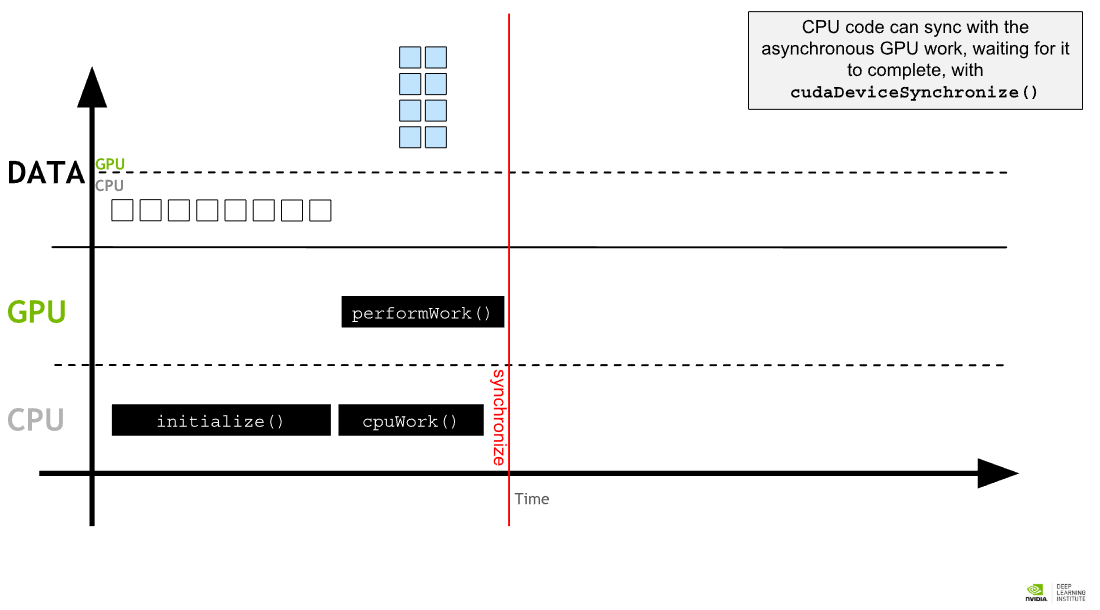 CPU code can sync with the
asynchronous GPU work, waiting for it
to complete, with
cudaDeviceSynchronize()
DATA
GPU
CPU
GPU
performWork()
CPU
initialize()
cpuWork()
synchronize
Time
NVIDIA.
DEEP
LEARNING
INSTITUTE